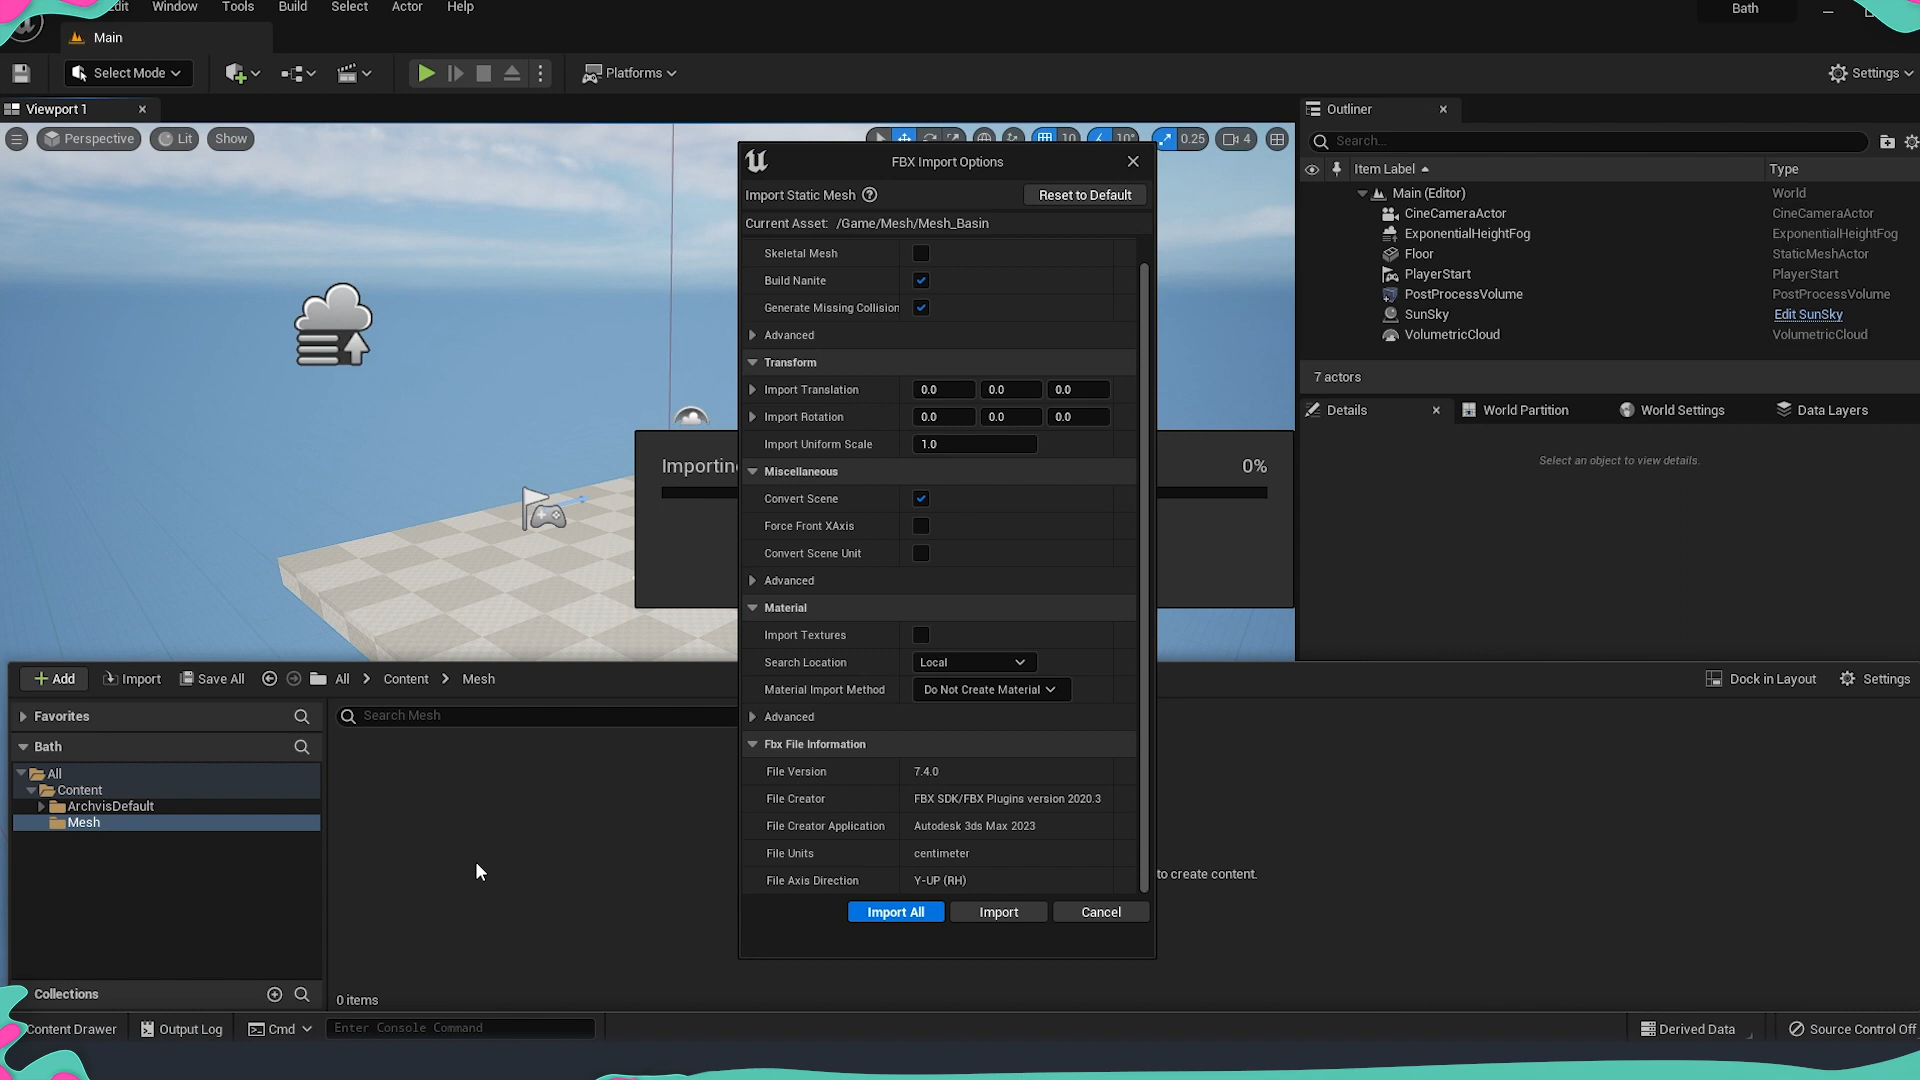 Edit Window Tools Build Select Actor Help
Bath
Main
Select Mode
Platforms
Settings
Viewport 1
Perspective
Lit
Show
10
10°
0.25
4
Outliner
Search...
Item Label
Type
Main (Editor)
World
CineCameraActor
CineCameraActor
ExponentialHeightFog
ExponentialHeightFog
Floor
StaticMeshActor
PlayerStart
PlayerStart
PostProcessVolume
PostProcessVolume
SunSky
Edit SunSky
VolumetricCloud
VolumetricCloud
7 actors
Details
World Partition
World Settings
Data Layers
Select an object to view details.
Importin
0%
FBX Import Options
Import Static Mesh
Reset to Default
Current Asset: /Game/Mesh/Mesh_Basin
Skeletal Mesh
Build Nanite
Generate Missing Collision
Advanced
Transform
Import Translation
0.0
0.0
0.0
Import Rotation
0.0
0.0
0.0
Import Uniform Scale
1.0
Miscellaneous
Convert Scene
Force Front XAxis
Convert Scene Unit
Advanced
Material
Import Textures
Search Location
Local
Material Import Method
Do Not Create Material
Advanced
Fbx File Information
File Version
7.4.0
File Creator
FBX SDK/FBX Plugins version 2020.3
File Creator Application
Autodesk 3ds Max 2023
File Units
centimeter
File Axis Direction
Y-UP (RH)
Import All
Import
Cancel
Add
Import
Save All
All
Content
Mesh
Dock in Layout
Settings
Favorites
Search Mesh
Bath
All
Content
ArchvisDefault
Mesh
to create content.
Collections
0 items
Content Drawer
Output Log
Cmd
Enter Console Command
Derived Data
Source Control Off